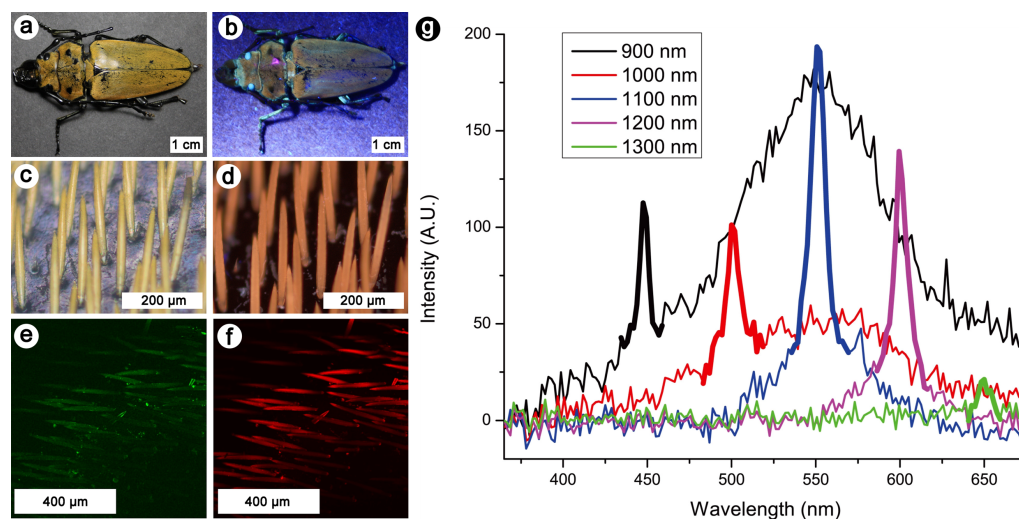 a
1 cm
b
1 cm
c
200 µm
d
200 µm
e
400 µm
f
400 µm
g
200
150
100
50
0
Intensity (A.U.)
900 nm
1000 nm
1100 nm
1200 nm
1300 nm
400
450
500
550
600
650
Wavelength (nm)